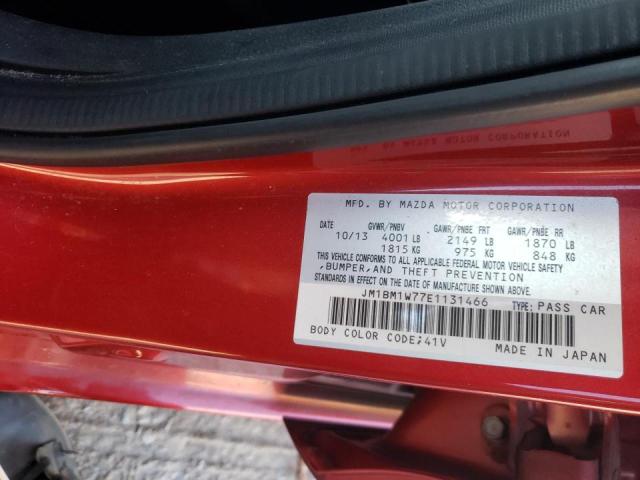 MFD. BY MAZDA MOTOR CORPORATION
DATE GVWR/PNBV GAWR/PNBE FRT GAWR/PNBE RR
10/13 4001 LB 2149 LB 1870 LB
1815 KG 975 KG 848 KG
THIS VEHICLE CONFORMS TO ALL APPLICABLE FEDERAL MOTOR VEHICLE SAFETY
,BUMPER,AND THEFT PREVENTION
STANDARDS IN EFFECT ON THE DATE OF MANUFACTURE SHOWN ABOVE.
JM1BM1W77E1131466 TYPE: PASS CAR
BODY COLOR CODE;41V MADE IN JAPAN